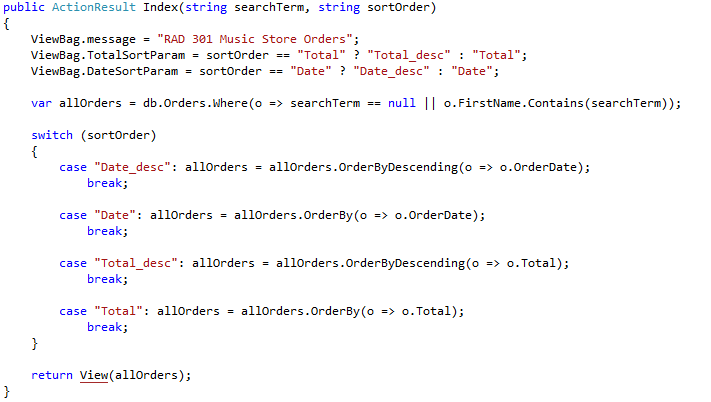 public ActionResult Index(string searchTerm, string sortOrder)
{
    ViewBag.message = "RAD 301 Music Store Orders";
    ViewBag.TotalSortParam = sortOrder == "Total" ? "Total_desc" : "Total";
    ViewBag.DateSortParam = sortOrder == "Date" ? "Date_desc" : "Date";

    var allOrders = db.Orders.Where(o => searchTerm == null || o.FirstName.Contains(searchTerm));

    switch (sortOrder)
    {
        case "Date_desc": allOrders = allOrders.OrderByDescending(o => o.OrderDate);
            break;

        case "Date": allOrders = allOrders.OrderBy(o => o.OrderDate);
            break;

        case "Total_desc": allOrders = allOrders.OrderByDescending(o => o.Total);
            break;

        case "Total": allOrders = allOrders.OrderBy(o => o.Total);
            break;
    }

    return View(allOrders);
}